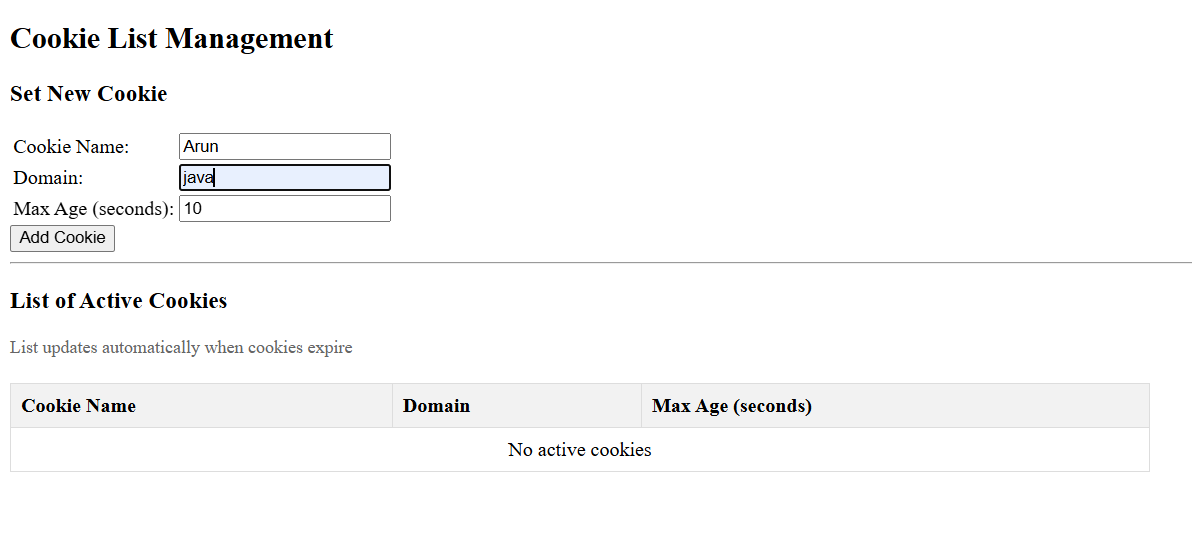 Cookie List Management
Set New Cookie
Cookie Name: Arun
Domain: java
Max Age (seconds): 10
Add Cookie
List of Active Cookies
List updates automatically when cookies expire
Cookie Name Domain Max Age (seconds)
No active cookies